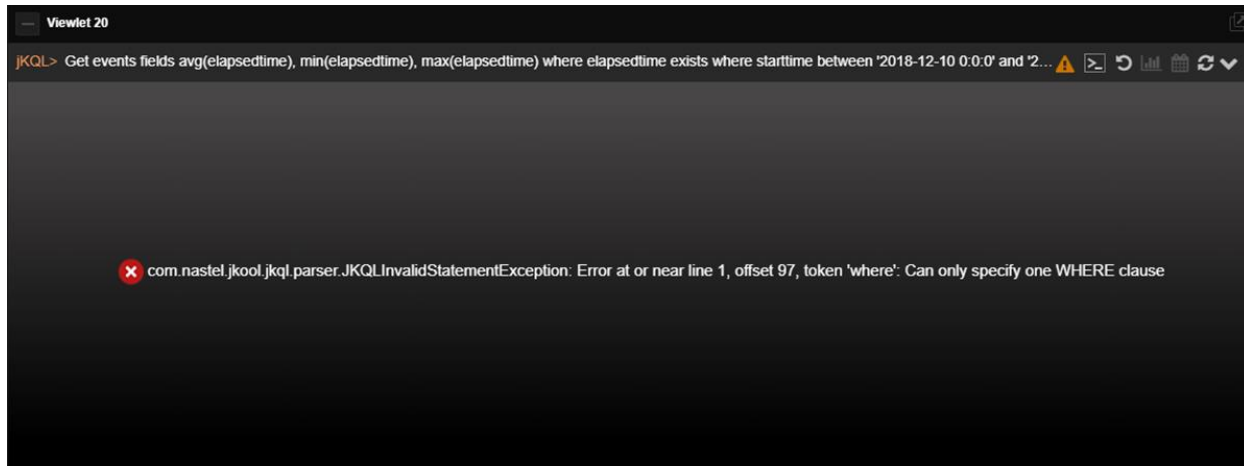 Viewlet 20
jKQL> Get events fields avg(elapsedtime), min(elapsedtime), max(elapsedtime) where elapsedtime exists where starttime between '2018-12-10 0:0:0' and '2...
com.nastel.jkool.jkql.parser.JKQLInvalidStatementException: Error at or near line 1, offset 97, token 'where': Can only specify one WHERE clause